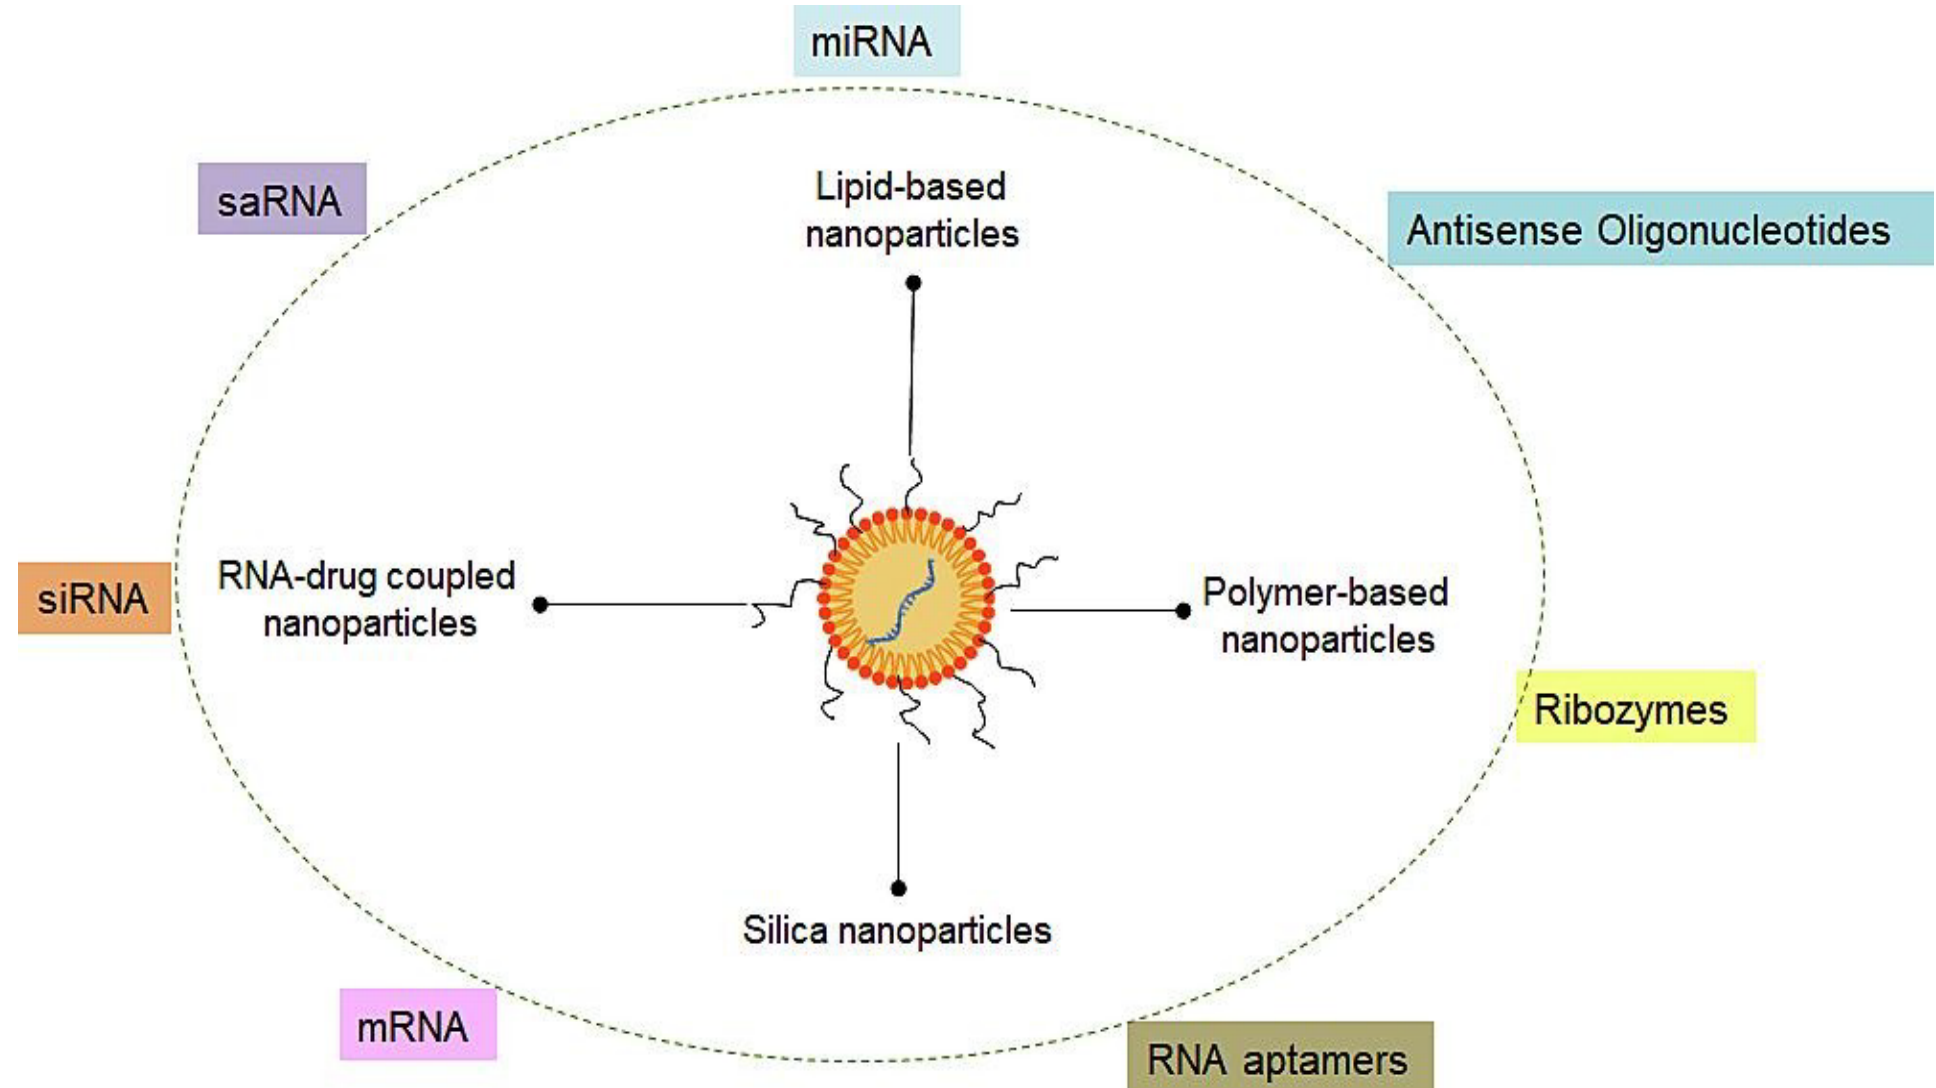 miRNA
saRNA
Lipid-based
nanoparticles
Antisense Oligonucleotides
siRNA
RNA-drug coupled
nanoparticles
Polymer-based
nanoparticles
Ribozymes
Silica nanoparticles
mRNA
RNA aptamers